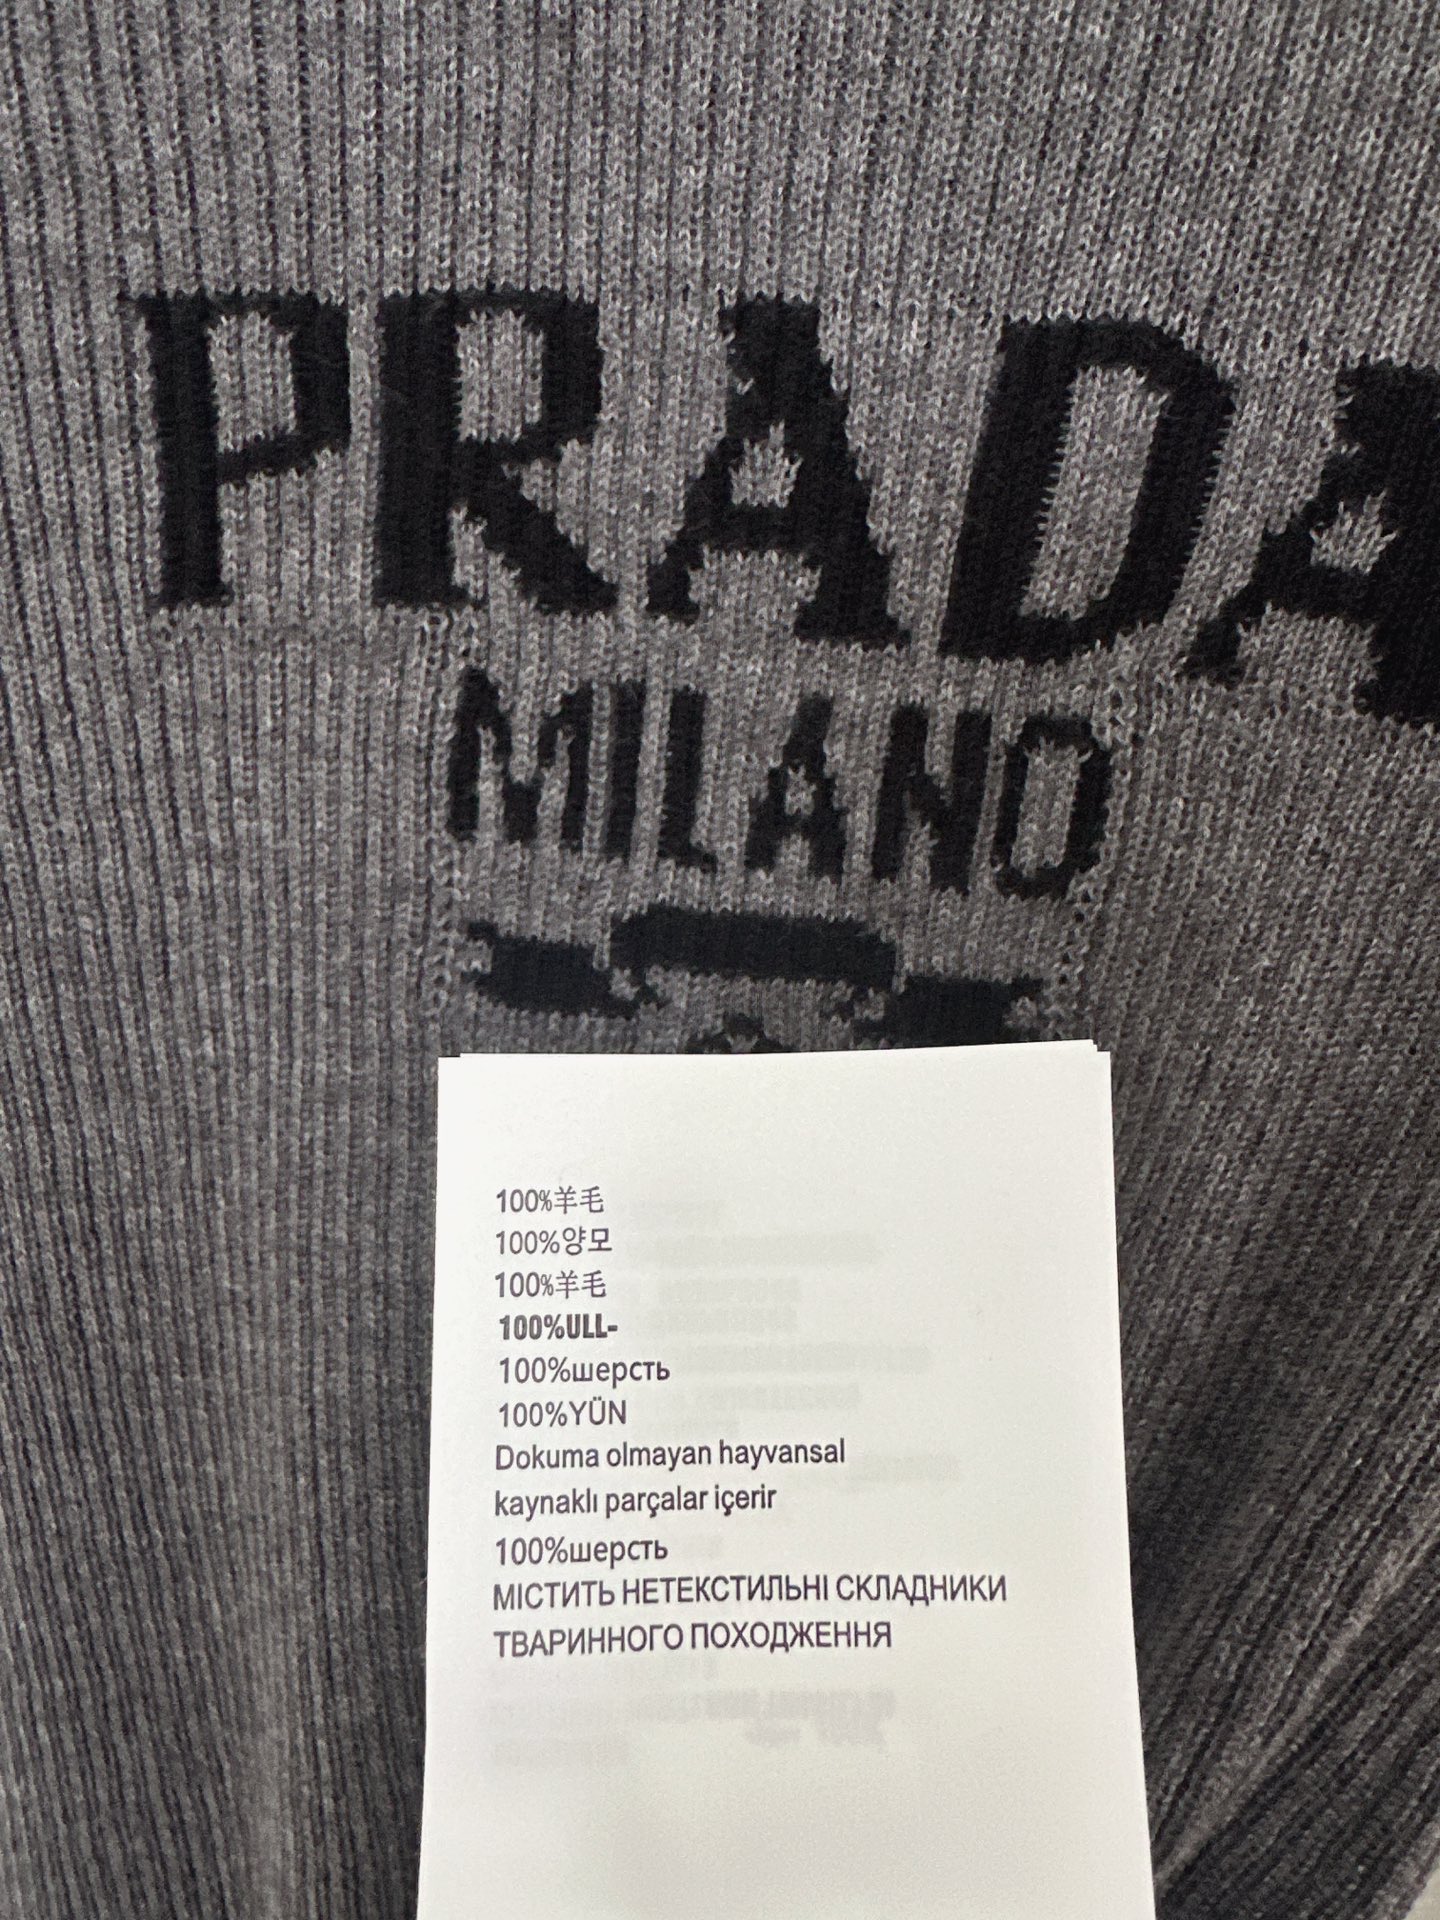 PRADA
MILANO
100%羊毛
100%양모
100%羊毛
100%ULL-
100%шерсть
100%YÜN
Dokuma olmayan hayvansal
kaynaklı parçalar içerir
100%шерсть
МІСТИТЬ НЕТЕКСТИЛЬНІ СКЛАДНИКИ
ТВАРИННОГО ПОХОДЖЕННЯ